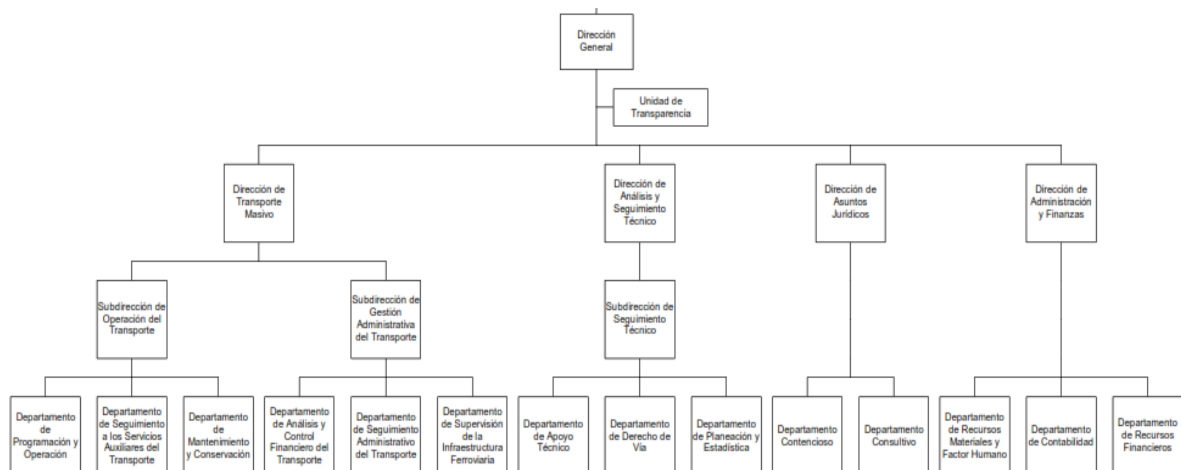 Dirección
General
Unidad de
Transparencia
Dirección de
Transporte
Masivo
Dirección de
Análisis y
Seguimiento
Técnico
Dirección de
Asuntos
Jurídicos
Dirección de
Administración
y Finanzas
Subdirección de
Operación del
Transporte
Subdirección de
Gestión
Administrativa
del Transporte
Subdirección de
Seguimiento
Técnico
Departamento
de
Programación y
Operación
Departamento
de Seguimiento
a los Servicios
Auxiliares del
Transporte
Departamento
de
Mantenimiento
y Conservación
Departamento
de Análisis y
Control
Financiero del
Transporte
Departamento
de Seguimiento
Administrativo
del Transporte
Departamento
de Supervisión
de la
Infraestructura
Ferroviaria
Departamento
de Apoyo
Técnico
Departamento
de Derecho de
Vía
Departamento
de Planeación y
Estadística
Departamento
Contencioso
Departamento
Consultivo
Departamento
de Recursos
Materiales y
Factor Humano
Departamento
de Contabilidad
Departamento
de Recursos
Financieros